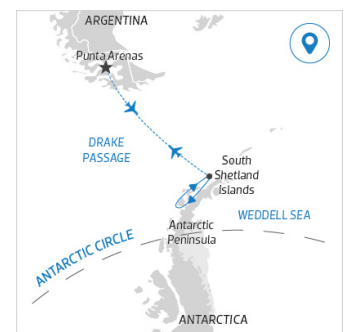 ARGENTINA
Punta Arenas
DRAKE
PASSAGE
South
Shetland
Islands
WEDDELL SEA
Antarctic
Peninsula
ANTARCTIC CIRCLE
ANTARCTICA